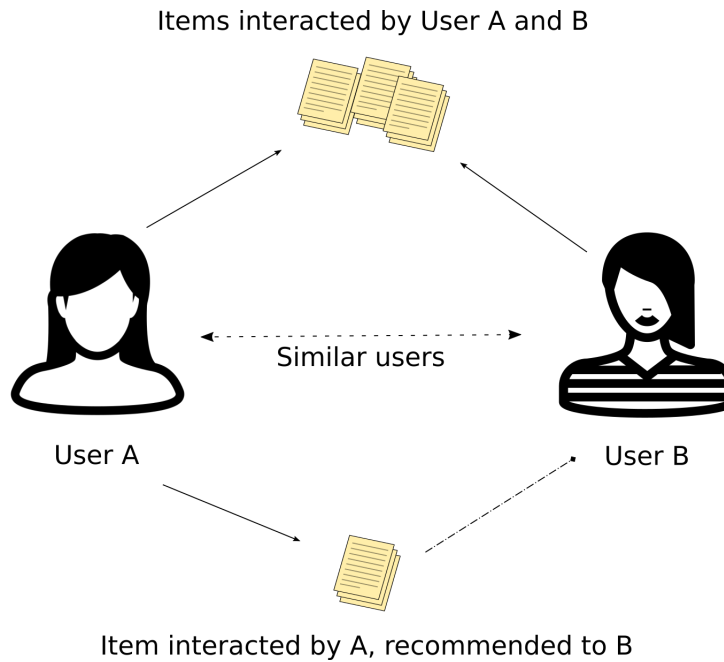 Items interacted by User A and B
Similar users
User A
User B
Item interacted by A, recommended to B